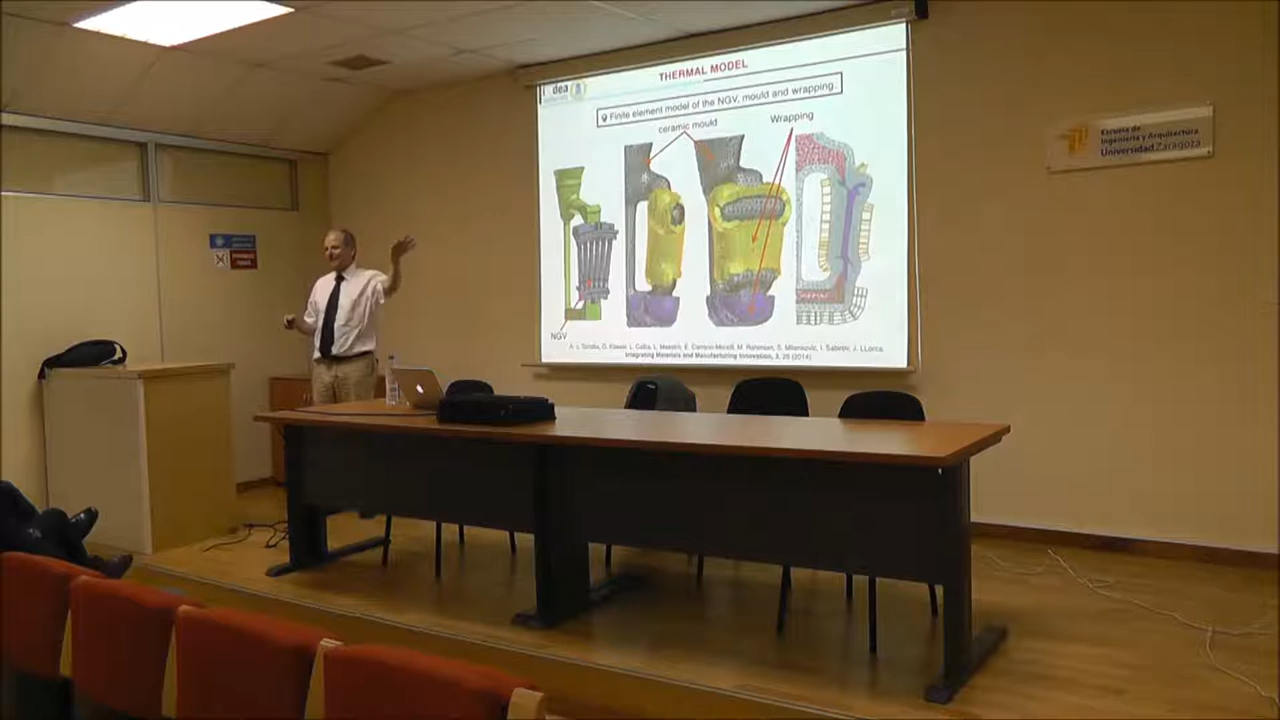 THERMAL MODEL
Finite element model of the NGV, mould and wrapping.
ceramic mould
Wrapping
NGV
Integrating Materials and Manufacturing Innovation, 3, 25 (2014)
Escuela de
Ingeniería y Arquitectura
Universidad Zaragoza